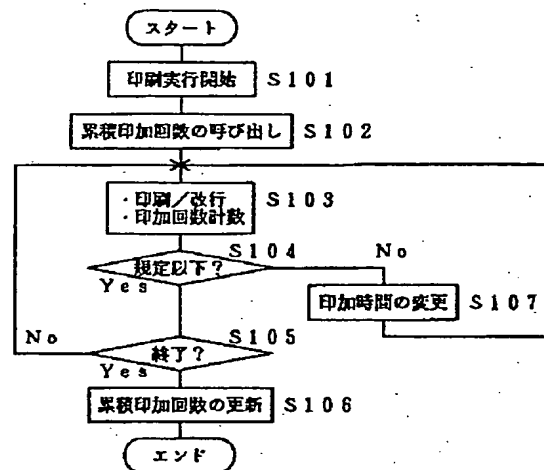 スタート
印刷実行開始 S101
累積印加回数の呼び出し S102
・印刷／改行
・印加回数計数
S103
S104
規定以下？
No
Yes
印加時間の変更 S107
S105
No
終了？
Yes
累積印加回数の更新 S106
エンド